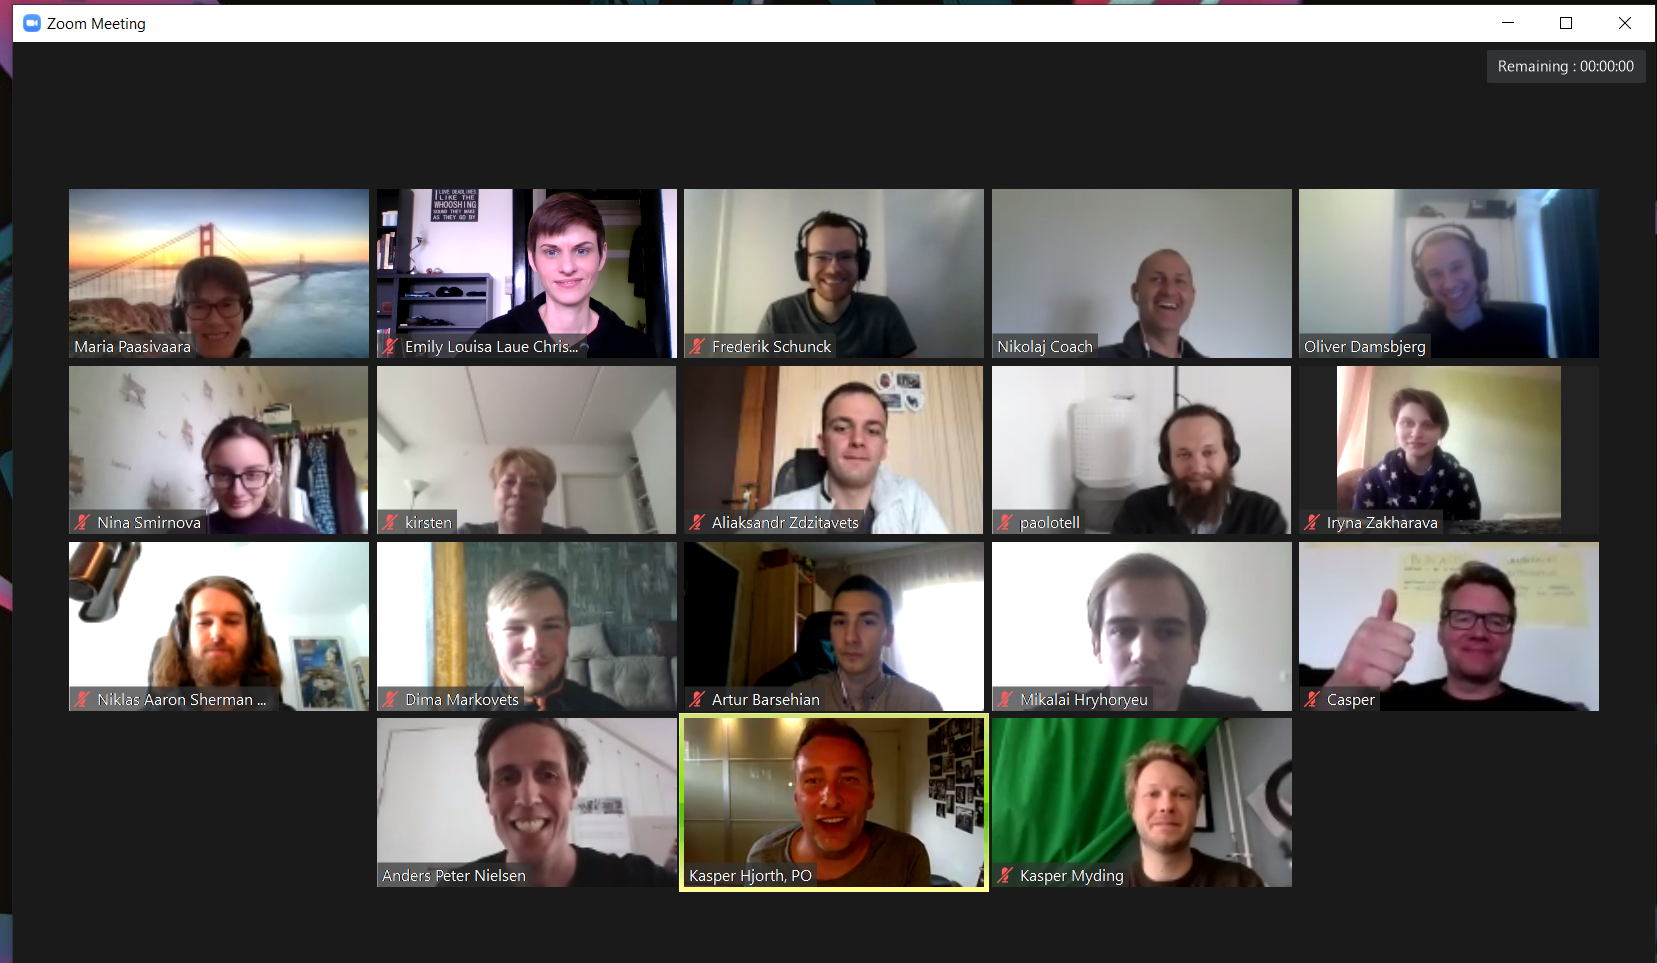 Zoom Meeting
Remaining : 00:00:00
I LOVE DEADLINES
I LIKE THE
WHOOSHING
SOUND THEY MAKE
AS THEY GO BY
Maria Paasivaara
Emily Louisa Laue Chris...
Frederik Schunck
Nikolaj Coach
Oliver Damsbjerg
Nina Smirnova
kirsten
Aliaksandr Zdzitavets
paolotell
Iryna Zakharava
Niklas Aaron Sherman ...
Dima Markovets
Artur Barsehian
Mikalai Hryhoryeu
Casper
Anders Peter Nielsen
Kasper Hjorth, PO
Kasper Myding